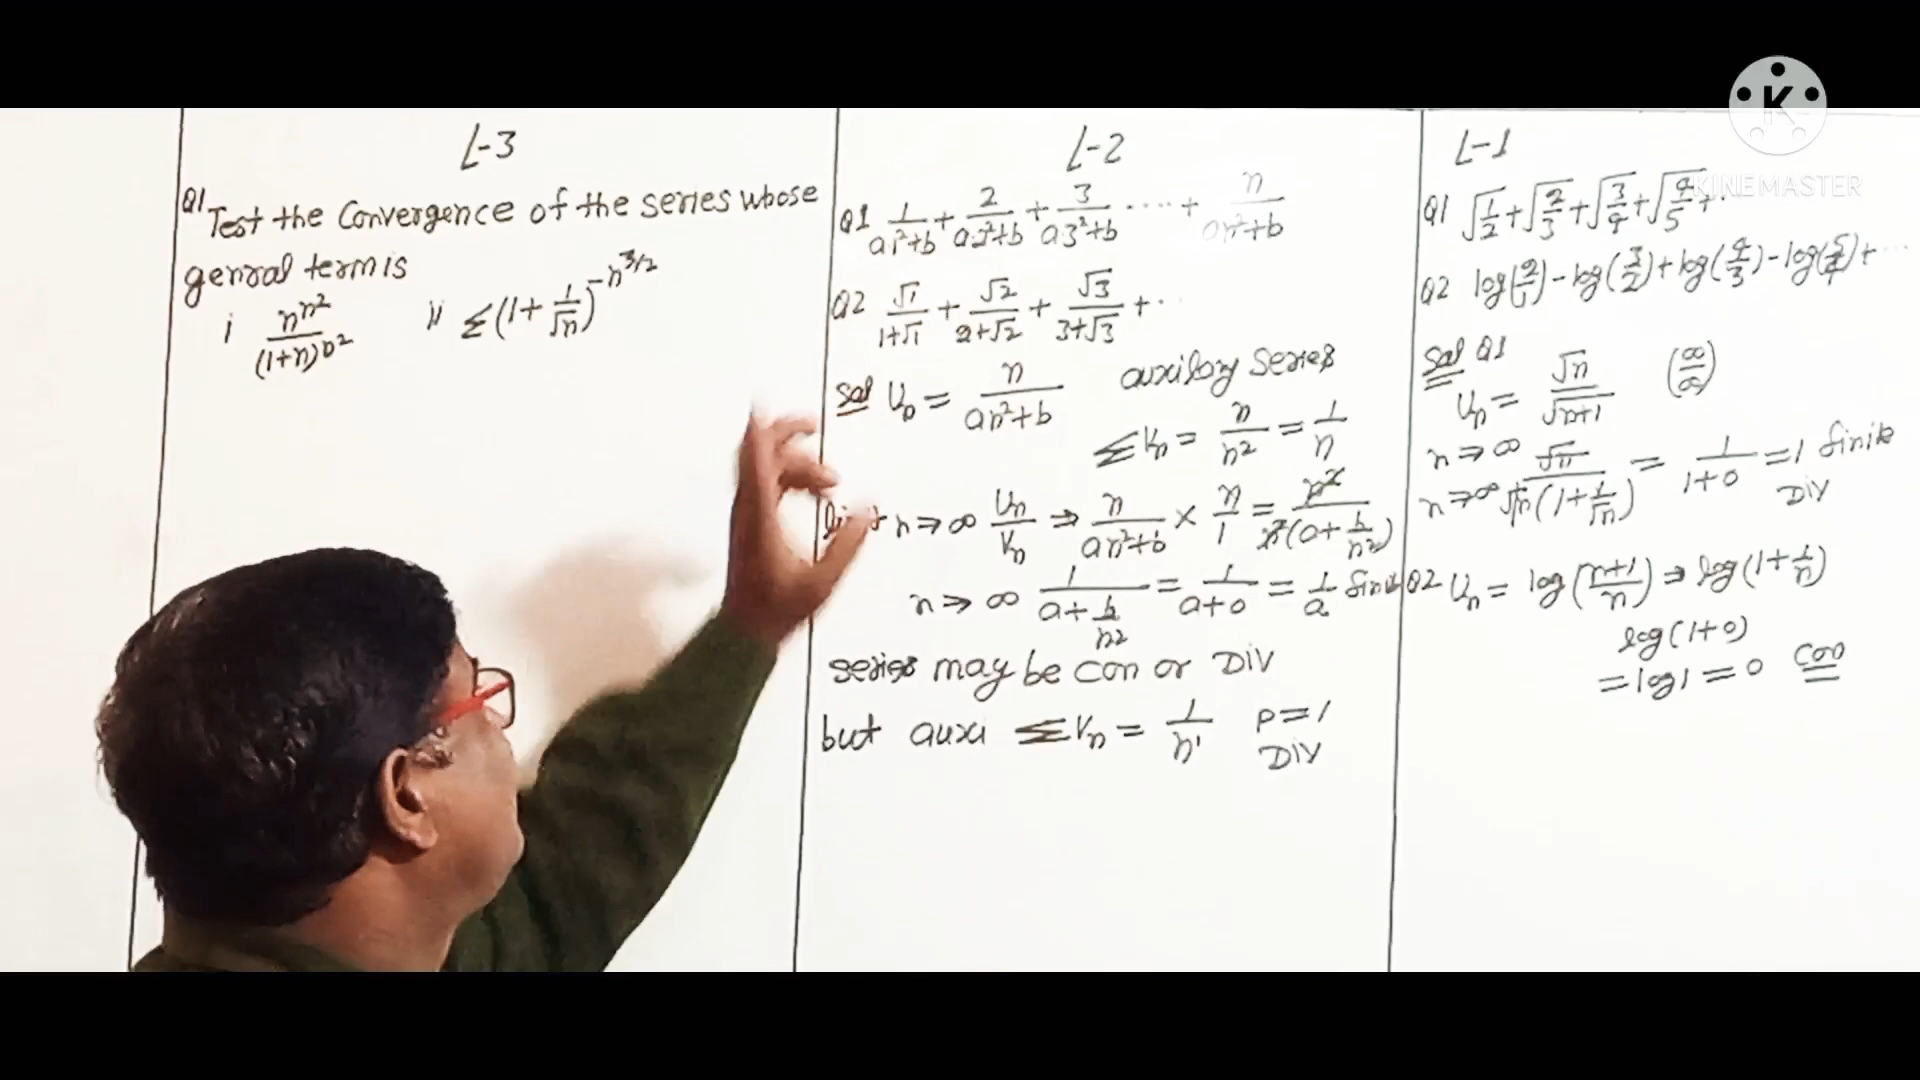 L-3
Q1 Test the Convergence of the series whose
genral term is
i n^{n^2}/(1+n)^{n^2} ii Σ(1+1/√n)^{-n^{3/2}}
L-2
Q1 1/(a1²+b) + 2/(a2²+b) + 3/(a3²+b) ..... + n/(an²+b)
Q2 √1/(1+√1) + √2/(2+√2) + √3/(3+√3) + ..
Sol Un = n/(an²+b) auxilary series
ΣVn = n/n² = 1/n
limit n→∞ Un/Vn ⇒ n/(an²+b) × n/1 = n²/(n²(a+b/n²))
n→∞ 1/(a+b/n²) = 1/(a+0) = 1/a finit
series may be con or DIV
but auxi ΣVn = 1/n¹ P=1
DIV
L-1
Q1 √(1/2) + √(2/3) + √(3/4) + √(4/5) + .
Q2 log(2/1) - log(3/2) + log(4/3) - log(5/4) + ...
Sol Q1
Un = √n/√(n+1) (∞/∞)
n→∞
n→∞ √n/(√n(1+1/√n)) = 1/(1+0) = 1 finite
DIV
Q2 Un = log((n+1)/n) ⇒ log(1+1/n)
log(1+0)
= log1 = 0 Con
K
KINEMASTER